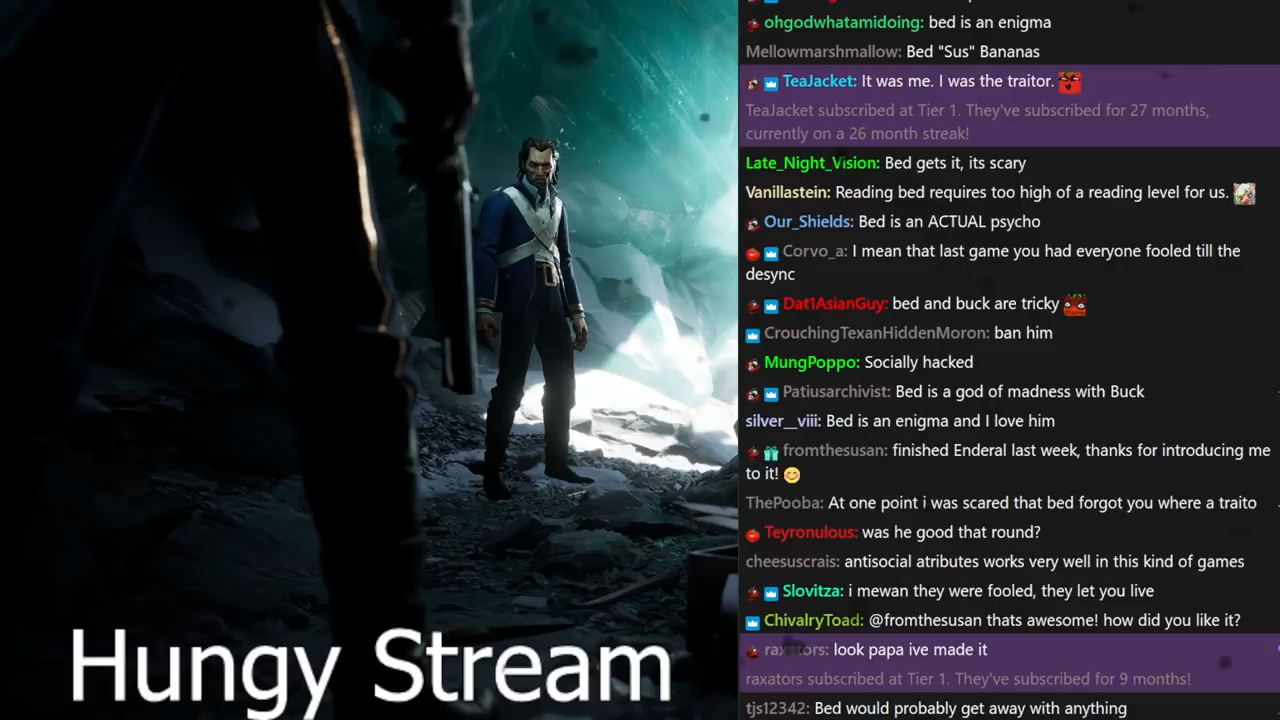 ohgodwhatamidoing: bed is an enigma
Mellowmarshmallow: Bed "Sus" Bananas
TeaJacket: It was me. I was the traitor.
TeaJacket subscribed at Tier 1. They've subscribed for 27 months,
currently on a 26 month streak!
Late_Night_Vision: Bed gets it, its scary
Vanillastein: Reading bed requires too high of a reading level for us.
Our_Shields: Bed is an ACTUAL psycho
Corvo_a: I mean that last game you had everyone fooled till the
desync
Dat1AsianGuy: bed and buck are tricky
CrouchingTexanHiddenMoron: ban him
MungPoppo: Socially hacked
Patiusarchivist: Bed is a god of madness with Buck
silver__viii: Bed is an enigma and I love him
fromthesusan: finished Enderal last week, thanks for introducing me
to it!
ThePooba: At one point i was scared that bed forgot you where a traito
Teyronulous: was he good that round?
cheesuscrais: antisocial atributes works very well in this kind of games
Slovitza: i mewan they were fooled, they let you live
ChivalryToad: @fromthesusan thats awesome! how did you like it?
raxators: look papa ive made it
raxators subscribed at Tier 1. They've subscribed for 9 months!
tjs12342: Bed would probably get away with anything
Hungy Stream